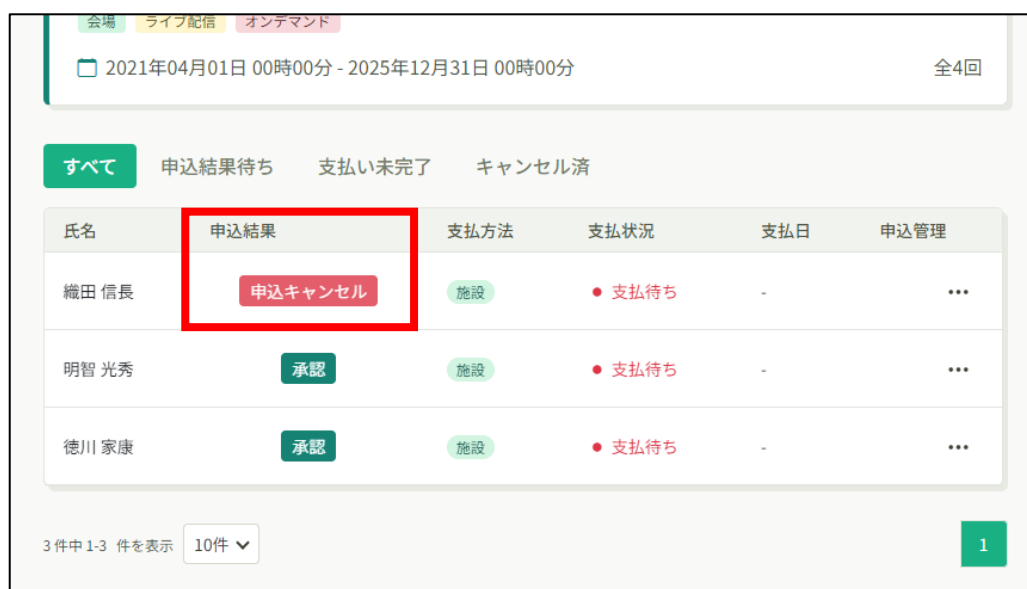 会場 ライブ配信 オンデマンド
2021年04月01日 00時00分 - 2025年12月31日 00時00分 全4回
すべて 申込結果待ち 支払い未完了 キャンセル済
氏名 申込結果 支払方法 支払状況 支払日 申込管理
織田 信長 申込キャンセル 施設 支払待ち - •••
明智 光秀 承認 施設 支払待ち - •••
徳川 家康 承認 施設 支払待ち - •••
3 件中 1-3 件を表示 10件 1